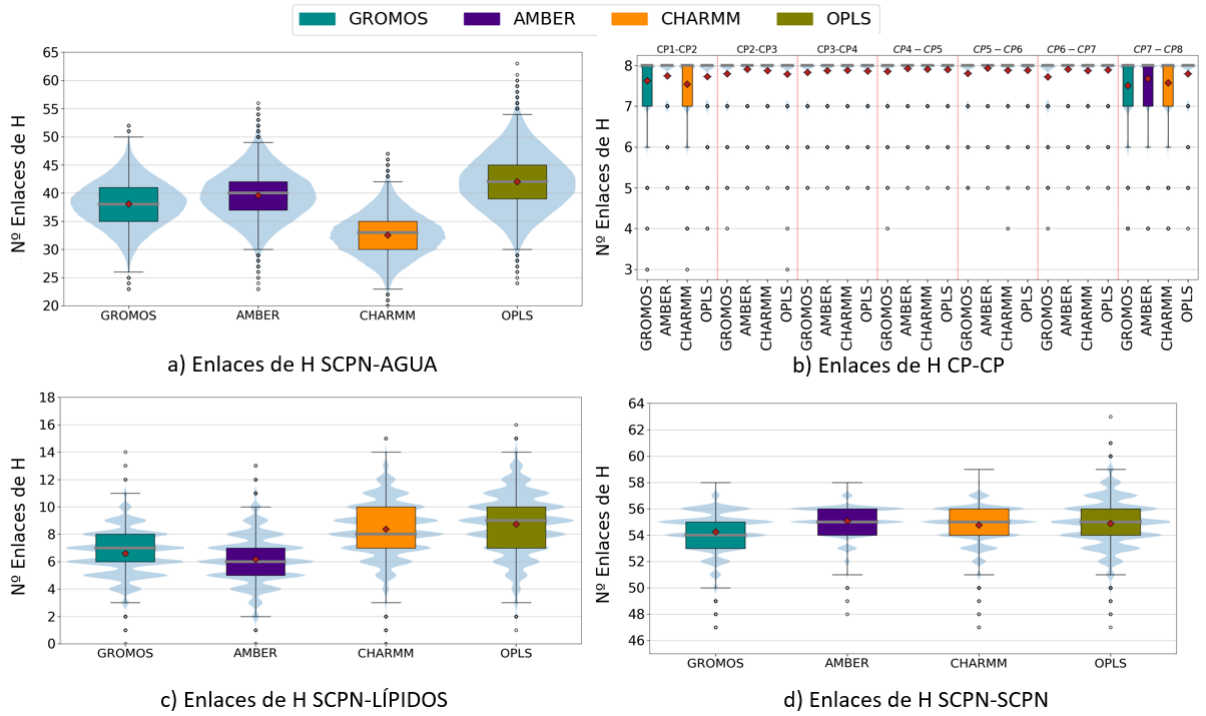 GROMOS AMBER CHARMM OPLS
65
60
55
50
45
40
35
30
25
20
Nº Enlaces de H
GROMOS AMBER CHARMM OPLS
a) Enlaces de H SCPN-AGUA
CP1-CP2 CP2-CP3 CP3-CP4 CP4 − CP5 CP5 − CP6 CP6 − CP7 CP7 − CP8
8
7
6
5
4
3
Nº Enlaces de H
GROMOS AMBER CHARMM OPLS GROMOS AMBER CHARMM OPLS GROMOS AMBER CHARMM OPLS GROMOS AMBER CHARMM OPLS GROMOS AMBER CHARMM OPLS GROMOS AMBER CHARMM OPLS GROMOS AMBER CHARMM OPLS
b) Enlaces de H CP-CP
18
16
14
12
10
8
6
4
2
0
Nº Enlaces de H
GROMOS AMBER CHARMM OPLS
c) Enlaces de H SCPN-LÍPIDOS
64
62
60
58
56
54
52
50
48
46
Nº Enlaces de H
GROMOS AMBER CHARMM OPLS
d) Enlaces de H SCPN-SCPN